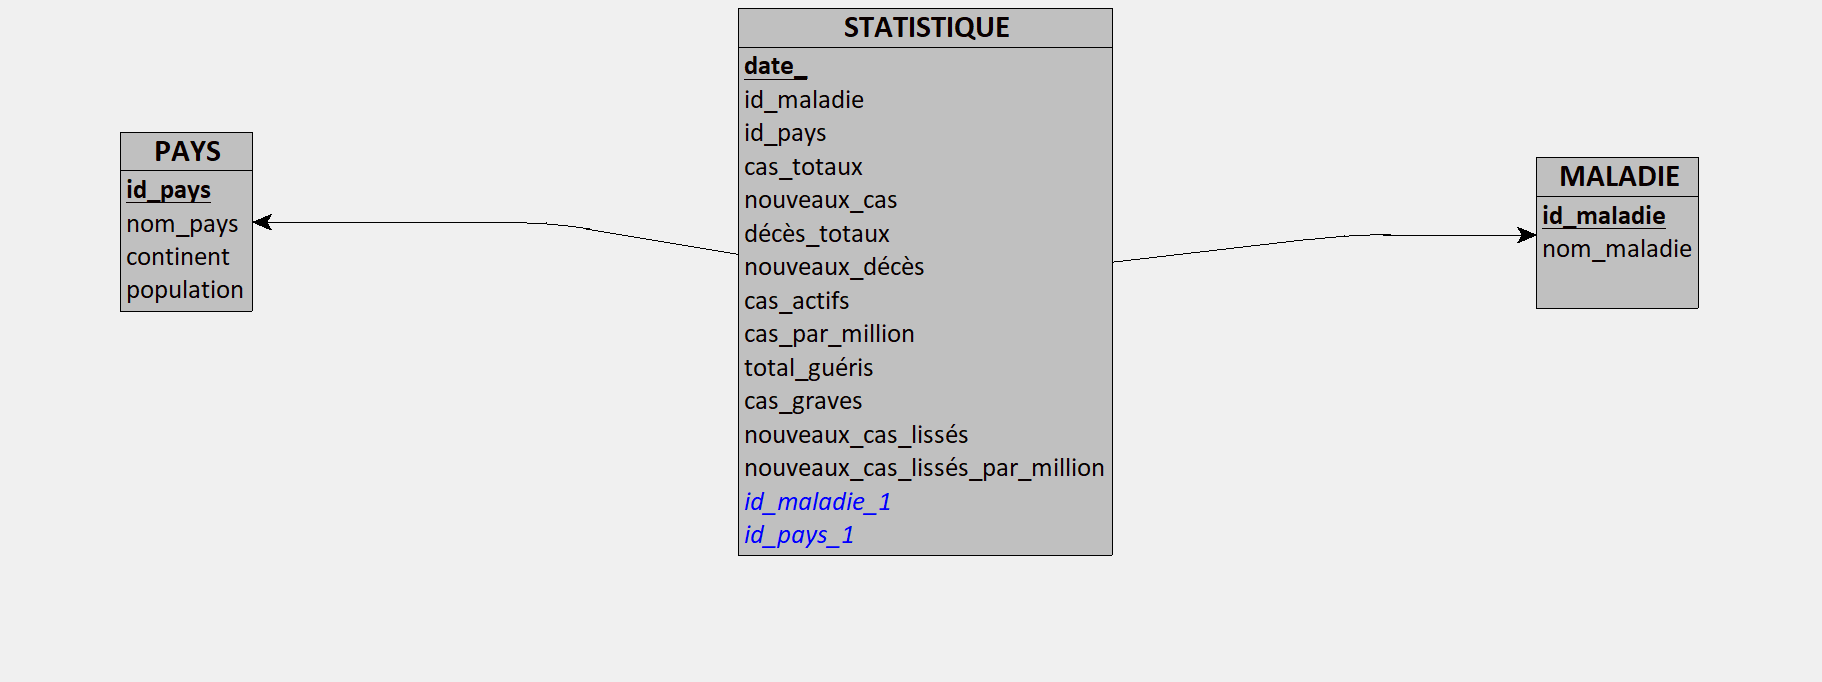 PAYS
id_pays
nom_pays
continent
population
STATISTIQUE
date_
id_maladie
id_pays
cas_totaux
nouveaux_cas
décès_totaux
nouveaux_décès
cas_actifs
cas_par_million
total_guéris
cas_graves
nouveaux_cas_lissés
nouveaux_cas_lissés_par_million
id_maladie_1
id_pays_1
MALADIE
id_maladie
nom_maladie